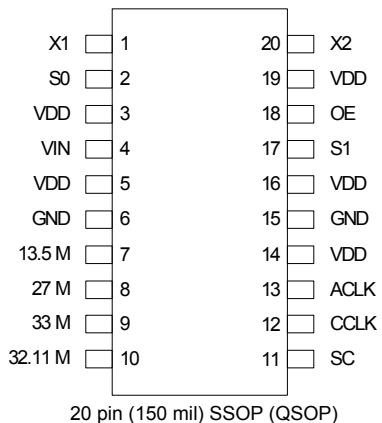 X1 1 20 X2
S0 2 19 VDD
VDD 3 18 OE
VIN 4 17 S1
VDD 5 16 VDD
GND 6 15 GND
13.5 M 7 14 VDD
27 M 8 13 ACLK
33 M 9 12 CCLK
32.11 M 10 11 SC
20 pin (150 mil) SSOP (QSOP)